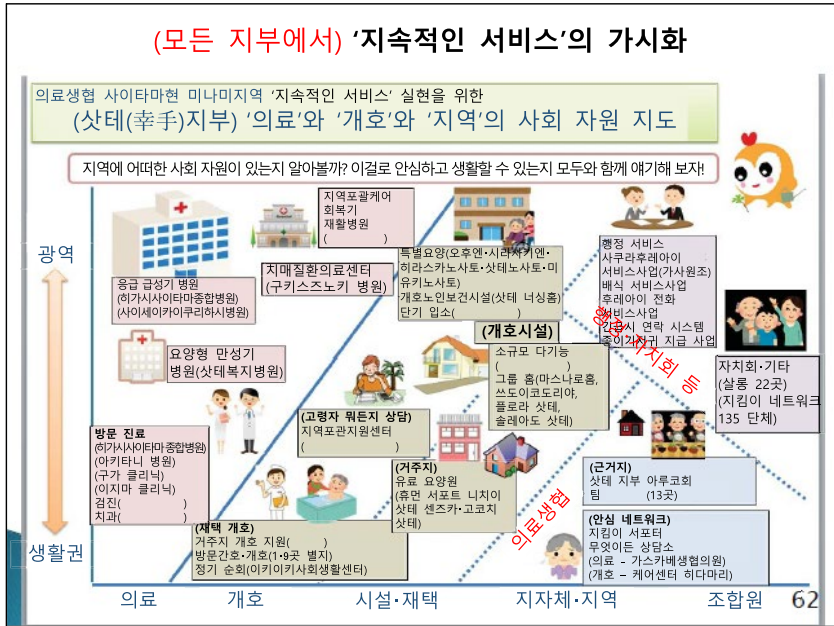 (모든 지부에서) ‘지속적인 서비스’의 가시화
의료생협 사이타마현 미나미지역 ‘지속적인 서비스’ 실현을 위한
(삿테(幸手)지부) ‘의료’와 ‘개호’와 ‘지역’의 사회 자원 지도
지역에 어떠한 사회 자원이 있는지 알아볼까? 이걸로 안심하고 생활할 수 있는지 모두와 함께 얘기해 보자!
광역
생활권
응급 급성기 병원
(히가시사이타마종합병원)
(사이세이카이쿠리하시병원)
지역포괄케어
회복기
재활병원
( )
치매질환의료센터
(구키스즈노키 병원)
요양형 만성기
병원(삿테복지병원)
방문 진료
(히가시사이타마종합병원)
(아키타니 병원)
(구가 클리닉)
(이지마 클리닉)
검진( )
치과( )
특별요양(오후엔·시라사키엔·
히라스카노사토·삿테노사토·미
유키노사토)
개호노인보건시설(삿테 너싱홈)
단기 입소( )
(개호시설)
소규모 다기능
( )
그룹 홈(마스나로홈,
쓰도이코도리야,
플로라 삿테,
솔레아도 삿테)
(고령자 뭐든지 상담)
지역포관지원센터
( )
(거주지)
유료 요양원
(휴먼 서포트 니치이
삿테 센즈카·고코치
삿테)
(재택 개호)
거주지 개호 지원( )
방문간호·개호(1·9곳 별지)
정기 순회(이키이키사회생활센터)
행정 서비스
사쿠라후레아이
서비스사업(가사원조)
배식 서비스사업
후레아이 전화
서비스사업
긴급시 연락 시스템
종이기저귀 지급 사업
행정·자치회 등
자치회·기타
(살롱 22곳)
(지킴이 네트워크
135 단체)
의료생협
(근거지)
삿테 지부 아루코회
팀 (13곳)
(안심 네트워크)
지킴이 서포터
무엇이든 상담소
(의료 - 가스카베생협의원)
(개호 – 케어센터 히다마리)
의료
개호
시설·재택
지자체·지역
조합원
62